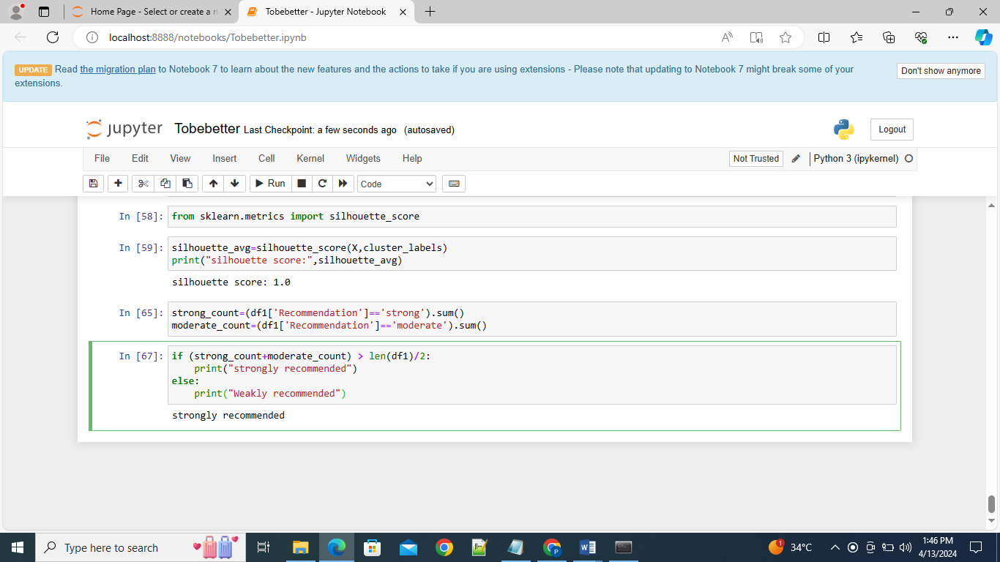 Home Page - Select or create a n
Tobebetter - Jupyter Notebook
localhost:8888/notebooks/Tobebetter.ipynb
UPDATE Read the migration plan to Notebook 7 to learn about the new features and the actions to take if you are using extensions - Please note that updating to Notebook 7 might break some of your
extensions.
Don't show anymore
jupyter Tobebetter Last Checkpoint: a few seconds ago (autosaved)
Logout
File Edit View Insert Cell Kernel Widgets Help
Not Trusted
Python 3 (ipykernel)
Run
Code
In [58]: from sklearn.metrics import silhouette_score
In [59]: silhouette_avg=silhouette_score(X,cluster_labels)
print("silhouette score:",silhouette_avg)
silhouette score: 1.0
In [65]: strong_count=(df1['Recommendation']=='strong').sum()
moderate_count=(df1['Recommendation']=='moderate').sum()
In [67]: if (strong_count+moderate_count) > len(df1)/2:
print("strongly recommended")
else:
print("Weakly recommended")
strongly recommended
Type here to search
1
34°C
1:46 PM
4/13/2024